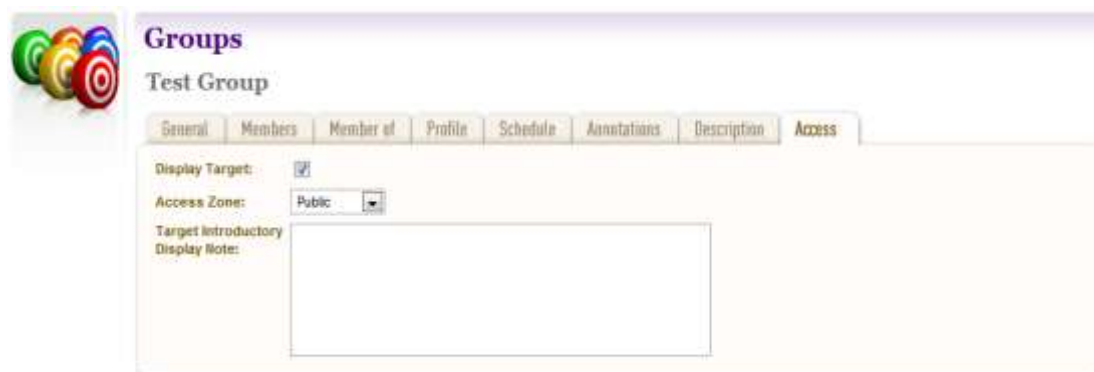 Groups
Test Group
General Members Member of Profile Schedule Annotations Description Access
Display Target:
Access Zone: Public
Target Introductory
Display Note: